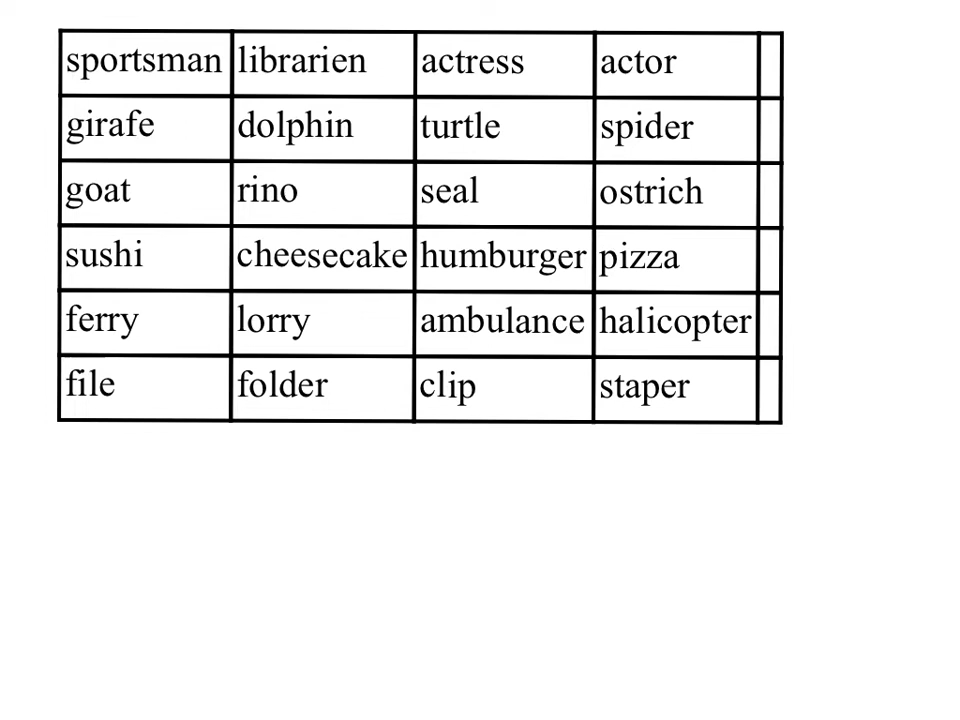 sportsman librarien actress actor
girafe dolphin turtle spider
goat rino seal ostrich
sushi cheesecake humburger pizza
ferry lorry ambulance halicopter
file folder clip staper